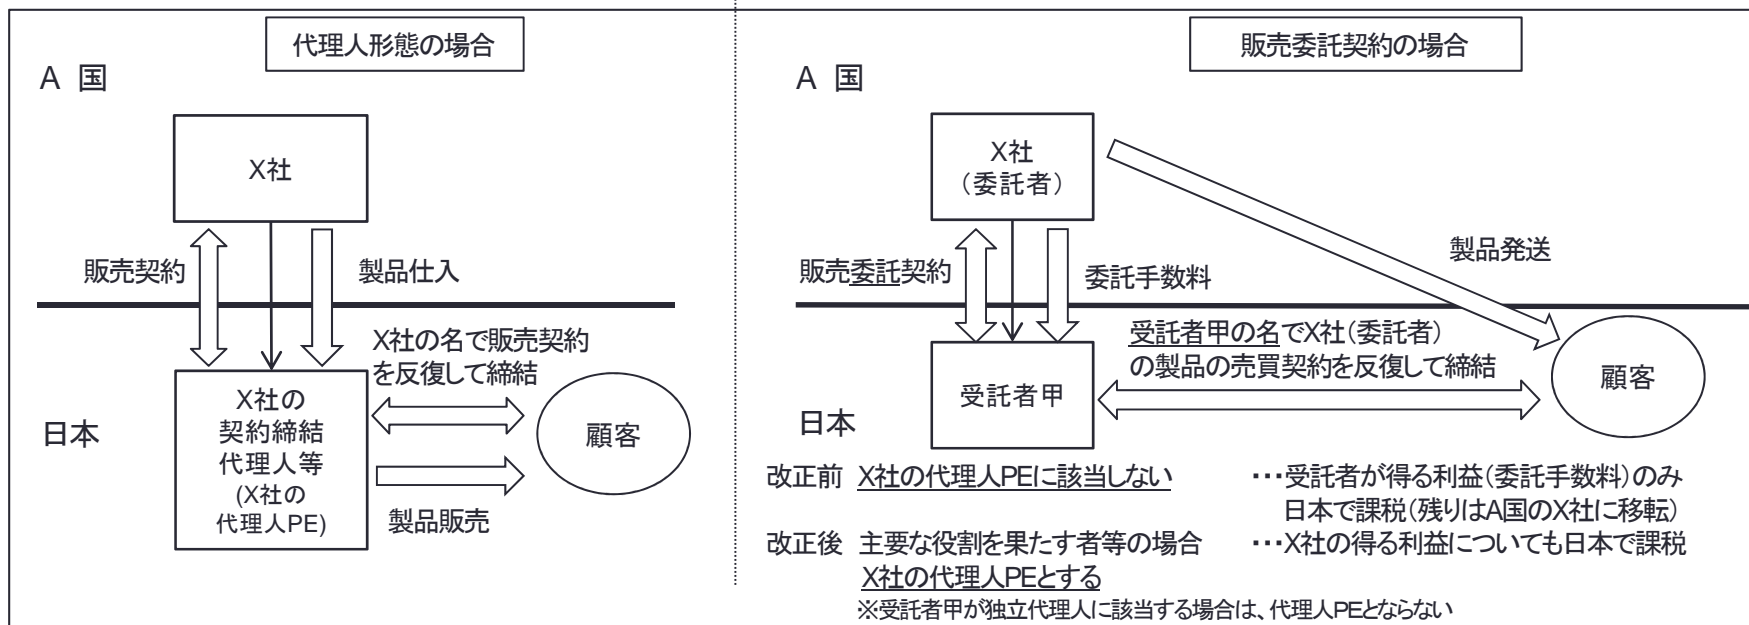 代理人形態の場合
A 国
X社
販売契約
製品仕入
X社の名で販売契約
を反復して締結
日本
X社の
契約締結
代理人等
(X社の
代理人PE)
顧客
製品販売
販売委託契約の場合
A 国
X社
（委託者）
製品発送
販売委託契約
委託手数料
受託者甲の名でX社（委託者）
の製品の売買契約を反復して締結
日本
受託者甲
顧客
改正前 X社の代理人PEに該当しない …受託者が得る利益（委託手数料）のみ
日本で課税（残りはA国のX社に移転）
改正後 主要な役割を果たす者等の場合 …X社の得る利益についても日本で課税
X社の代理人PEとする
※受託者甲が独立代理人に該当する場合は、代理人PEとならない